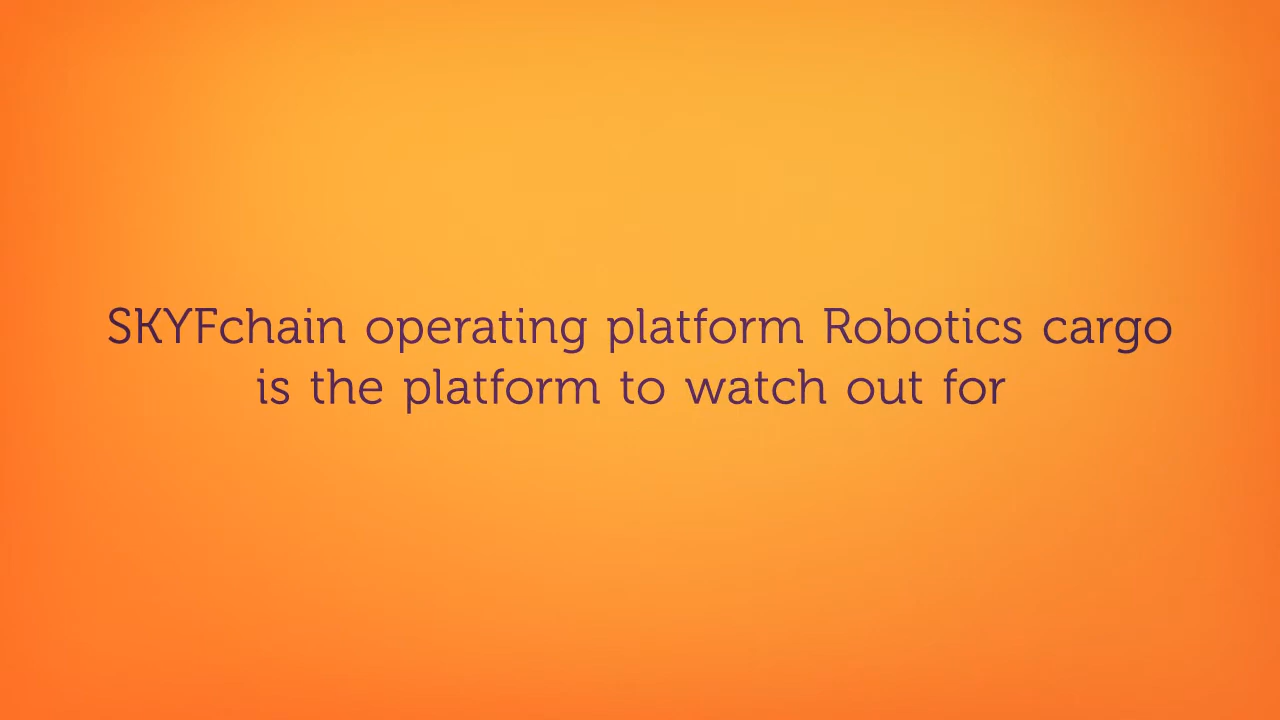 SKYFchain operating platform Robotics cargo
is the platform to watch out for